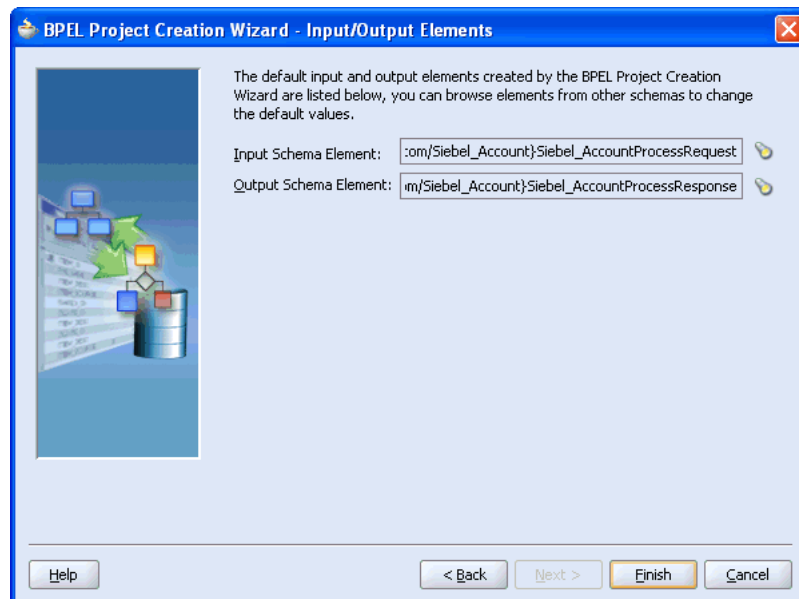 BPEL Project Creation Wizard - Input/Output Elements
The default input and output elements created by the BPEL Project Creation
Wizard are listed below, you can browse elements from other schemas to change
the default values.
Input Schema Element: :com/Siebel_Account}Siebel_AccountProcessRequest
Output Schema Element: m/Siebel_Account}Siebel_AccountProcessResponse
Help < Back Next > Finish Cancel